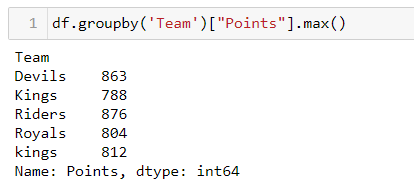 1 df.groupby('Team')["Points"].max()
Team
Devils 863
Kings 788
Riders 876
Royals 804
kings 812
Name: Points, dtype: int64